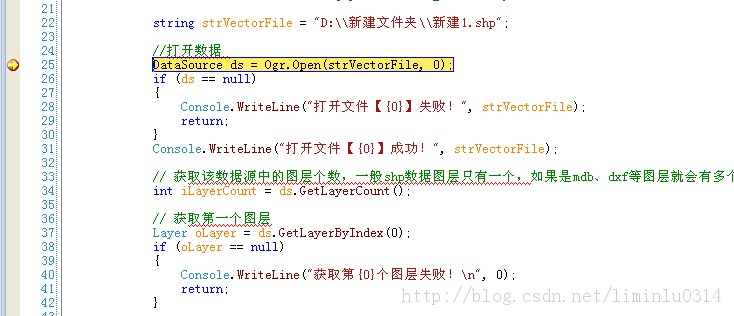 21
22 string strVectorFile = "D:\\新建文件夹\\新建1.shp";
23
24 //打开数据
25 DataSource ds = Ogr.Open(strVectorFile, 0);
26 if (ds == null)
27 {
28 Console.WriteLine("打开文件【{0}】失败！", strVectorFile);
29 return;
30 }
31 Console.WriteLine("打开文件【{0}】成功！", strVectorFile);
32
33 // 获取该数据源中的图层个数，一般shp数据图层只有一个，如果是mdb、dxf等图层就会有多个
34 int iLayerCount = ds.GetLayerCount();
35
36 // 获取第一个图层
37 Layer oLayer = ds.GetLayerByIndex(0);
38 if (oLayer == null)
39 {
40 Console.WriteLine("获取第{0}个图层失败！\n", 0);
41 return;
42 }
http://blog.csdn.net/liminlu0314